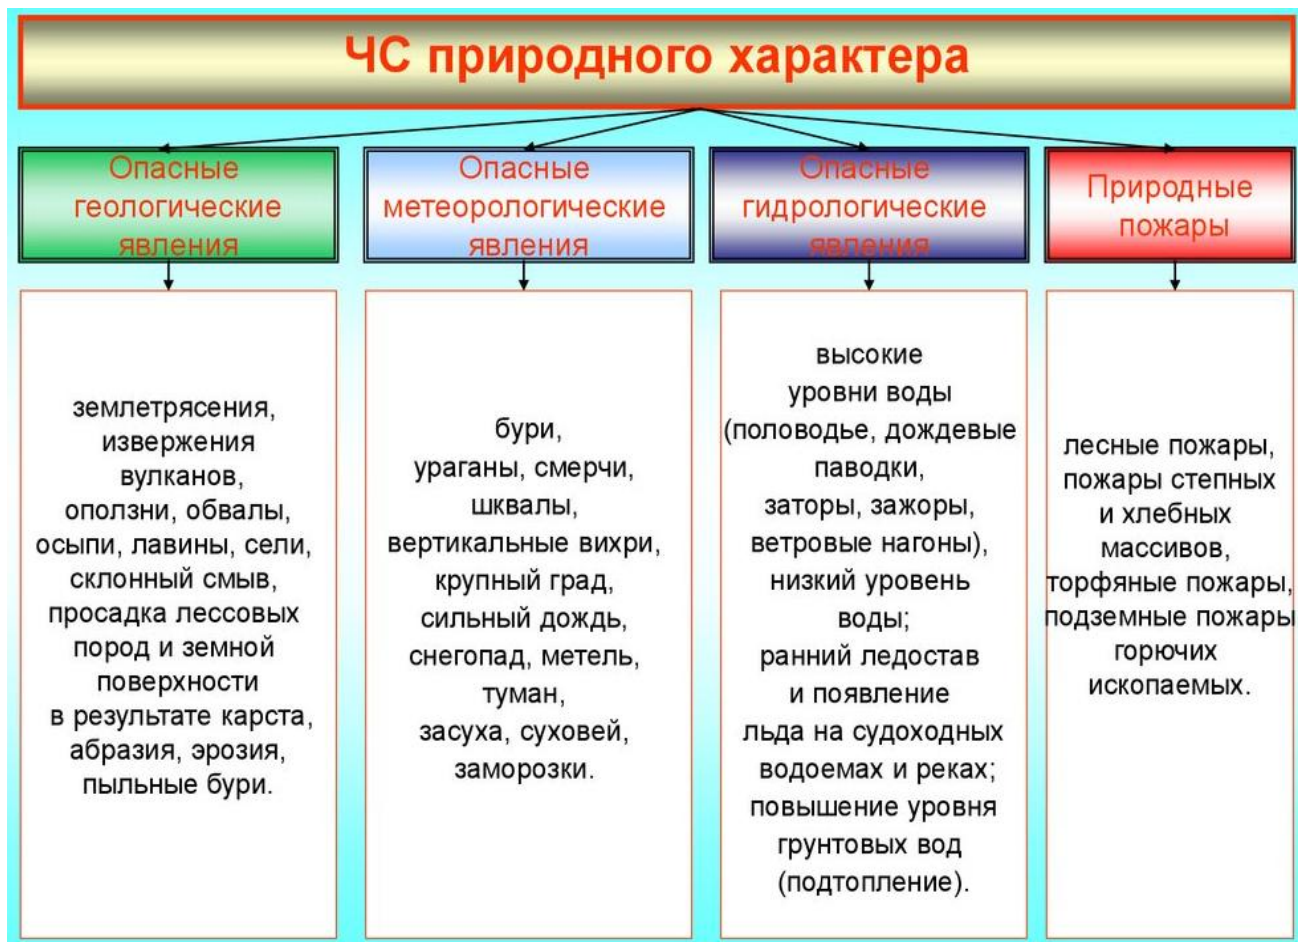 ЧС природного характера
Опасные
геологические
явления
Опасные
метеорологические
явления
Опасные
гидрологические
явления
Природные
пожары
землетрясения,
извержения
вулканов,
оползни, обвалы,
осыпи, лавины, сели,
склонный смыв,
просадка лессовых
пород и земной
поверхности
в результате карста,
абразия, эрозия,
пыльные бури.
бури,
ураганы, смерчи,
шквалы,
вертикальные вихри,
крупный град,
сильный дождь,
снегопад, метель,
туман,
засуха, суховей,
заморозки.
высокие
уровни воды
(половодье, дождевые
паводки,
заторы, зажоры,
ветровые нагоны),
низкий уровень
воды;
ранний ледостав
и появление
льда на судоходных
водоемах и реках;
повышение уровня
грунтовых вод
(подтопление).
лесные пожары,
пожары степных
и хлебных
массивов,
торфяные пожары,
подземные пожары
горючих
ископаемых.